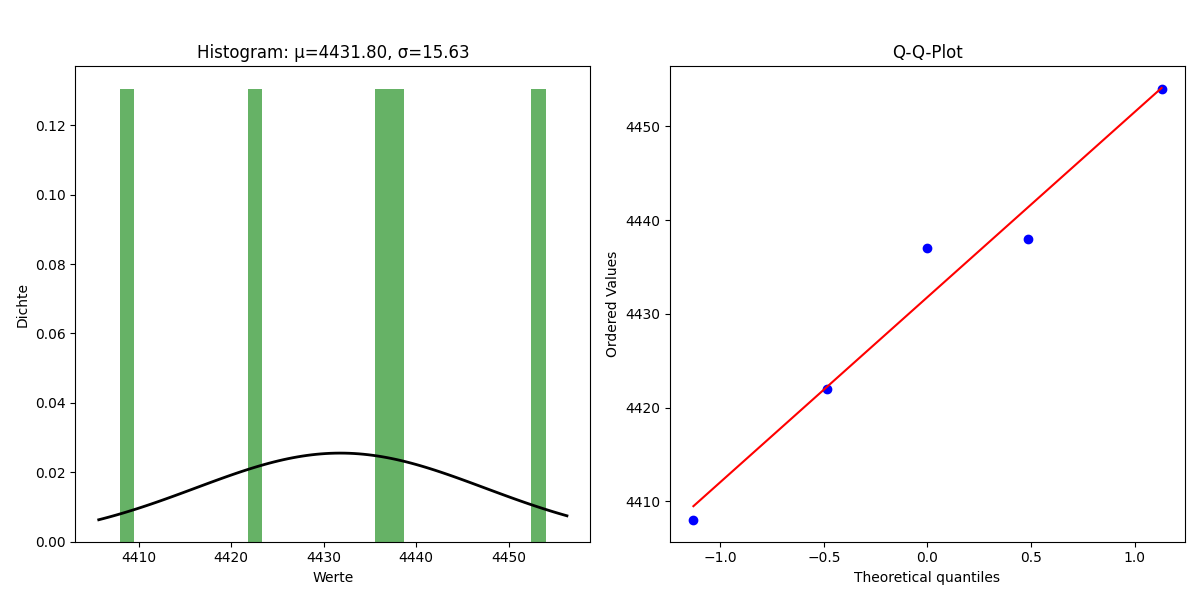 Histogram: μ=4431.80, σ=15.63
Dichte
0.12
0.10
0.08
0.06
0.04
0.02
0.00
4410 4420 4430 4440 4450
Werte
Q-Q-Plot
Ordered Values
4450
4440
4430
4420
4410
−1.0 −0.5 0.0 0.5 1.0
Theoretical quantiles